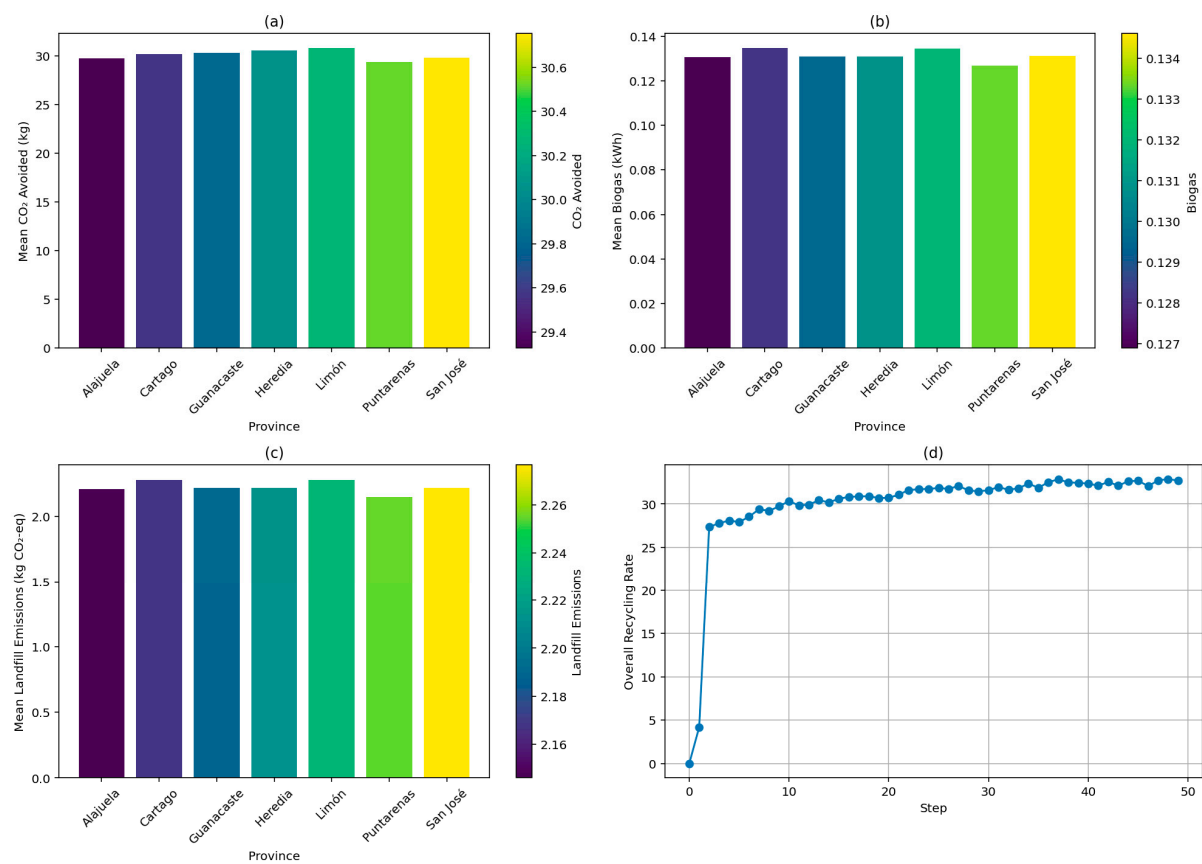 (a)
30
25
20
15
10
5
0
Mean CO₂ Avoided (kg)
Alajuela
Cartago
Guanacaste
Heredia
Limón
Puntarenas
San José
Province
30.6
30.4
30.2
30.0
29.8
29.6
29.4
CO₂ Avoided
(b)
0.14
0.12
0.10
0.08
0.06
0.04
0.02
0.00
Mean Biogas (kWh)
Alajuela
Cartago
Guanacaste
Heredia
Limón
Puntarenas
San José
Province
0.134
0.133
0.132
0.131
0.130
0.129
0.128
0.127
Biogas
(c)
2.0
1.5
1.0
0.5
0.0
Mean Landfill Emissions (kg CO₂-eq)
Alajuela
Cartago
Guanacaste
Heredia
Limón
Puntarenas
San José
Province
2.26
2.24
2.22
2.20
2.18
2.16
Landfill Emissions
(d)
30
25
20
15
10
5
0
Overall Recycling Rate
0
10
20
30
40
50
Step